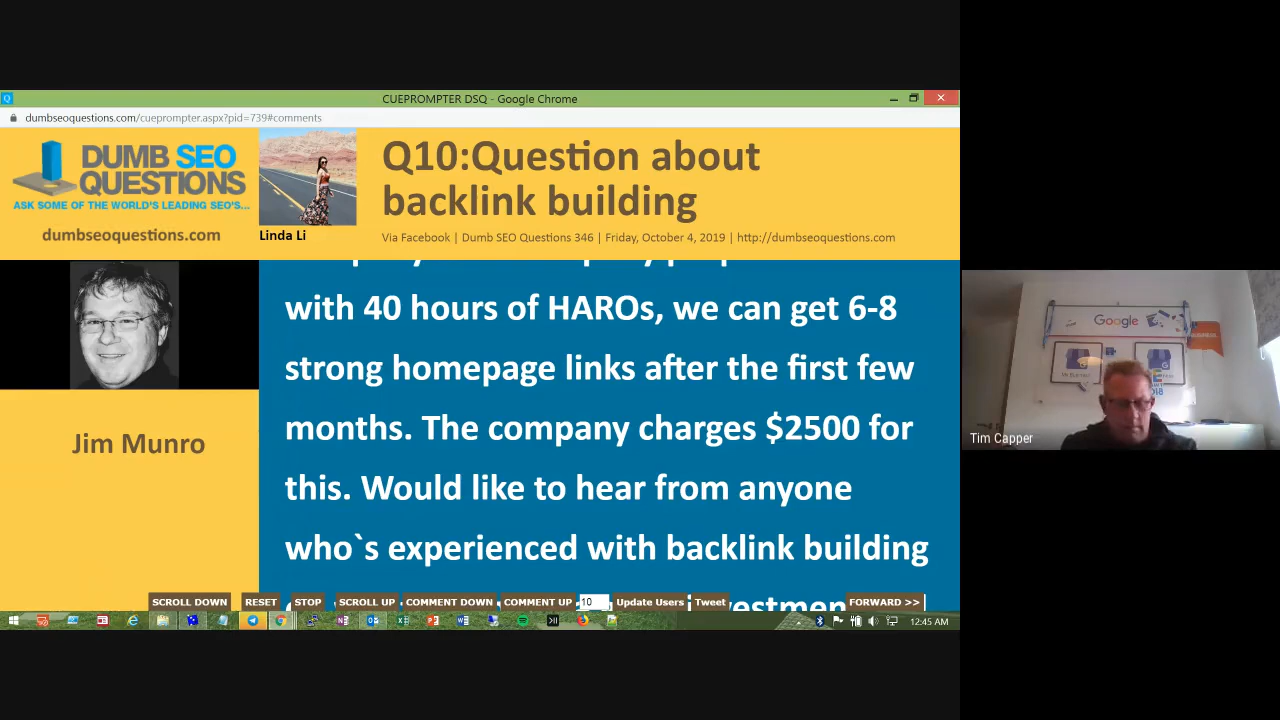 CUEPROMPTER DSQ - Google Chrome
dumbseoquestions.com/cueprompter.aspx?pid=739#comments
DUMB SEO
QUESTIONS
ASK SOME OF THE WORLD'S LEADING SEO'S...
dumbseoquestions.com
Linda Li
Q10:Question about
backlink building
Via Facebook | Dumb SEO Questions 346 | Friday, October 4, 2019 | http://dumbseoquestions.com
Jim Munro
with 40 hours of HAROs, we can get 6-8
strong homepage links after the first few
months. The company charges $2500 for
this. Would like to hear from anyone
who`s experienced with backlink building
SCROLL DOWN RESET STOP SCROLL UP COMMENT DOWN COMMENT UP 10 Update Users Tweet FORWARD >>
12:45 AM
Google
Tim Capper